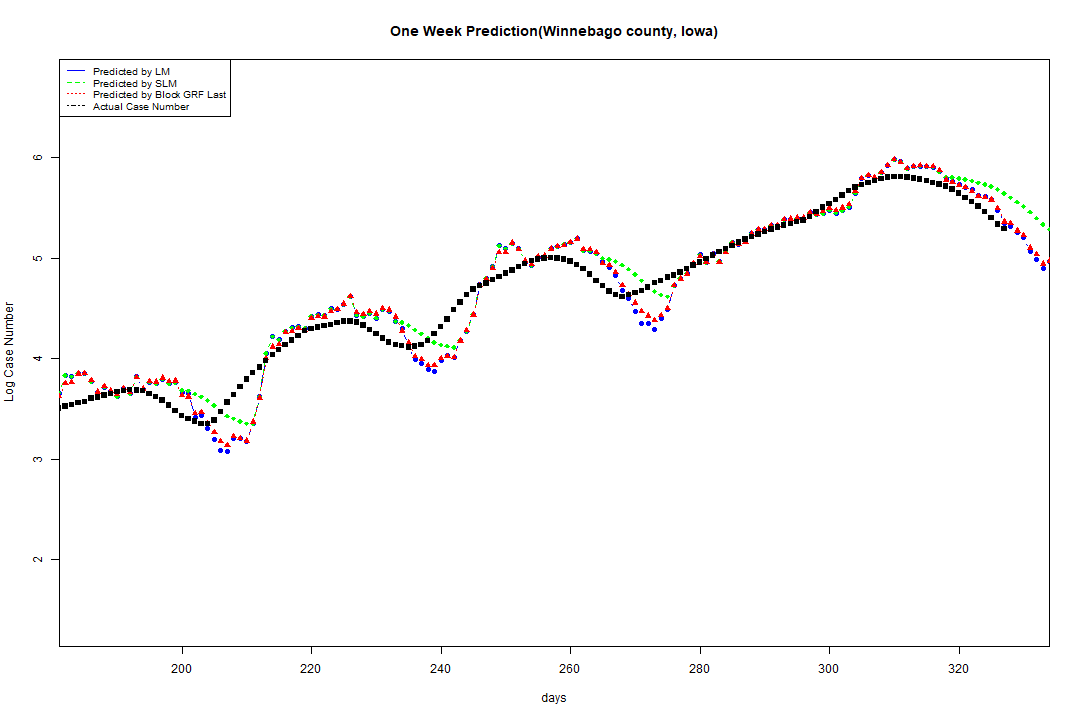 One Week Prediction(Winnebago county, Iowa)
Predicted by LM
Predicted by SLM
Predicted by Block GRF Last
Actual Case Number
Log Case Number
6
5
4
3
2
200 220 240 260 280 300 320
days